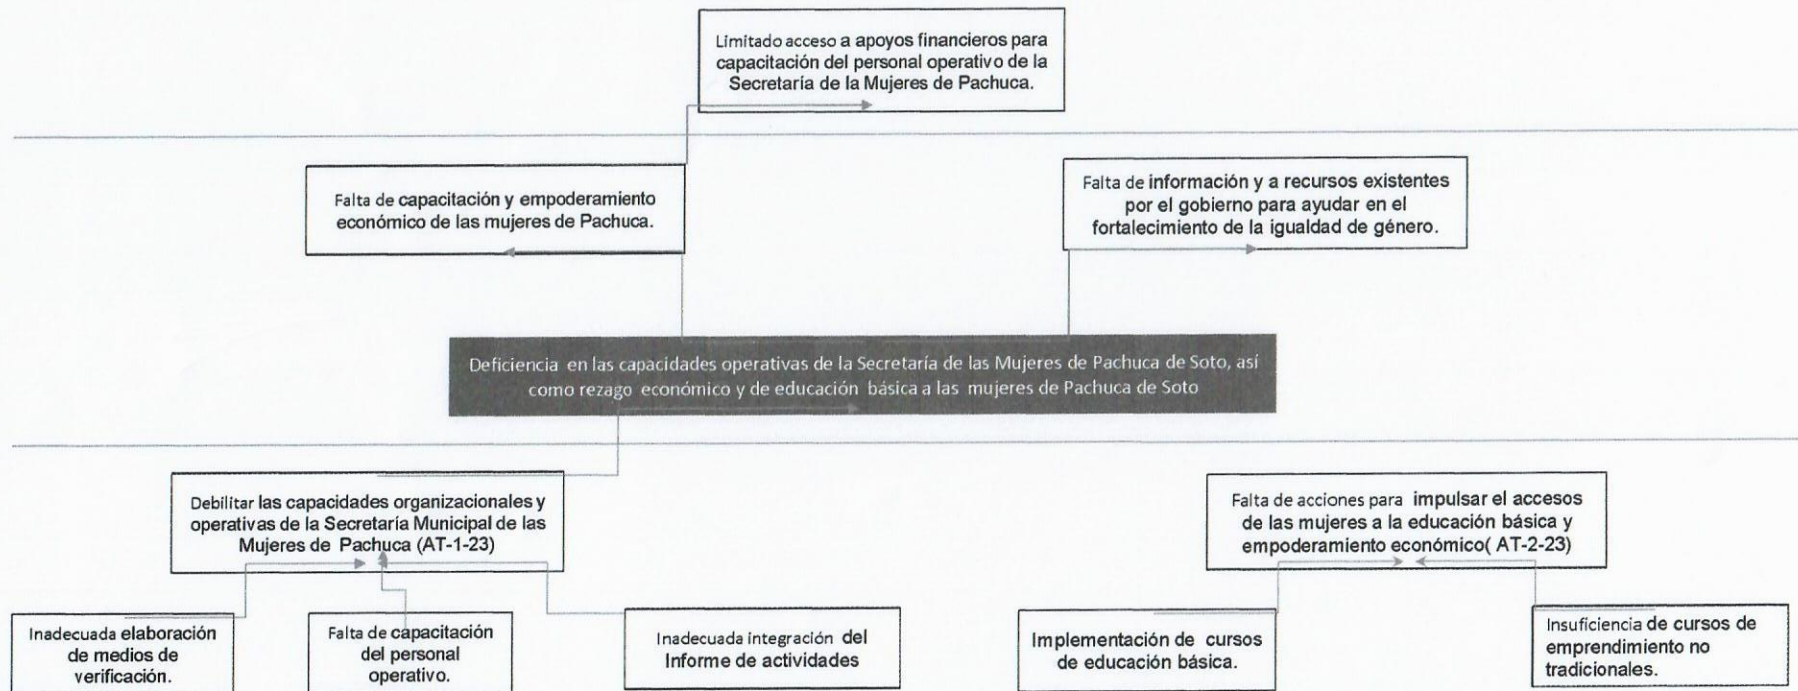 Limitado acceso a apoyos financieros para
capacitación del personal operativo de la
Secretaría de la Mujeres de Pachuca.
Falta de capacitación y empoderamiento
económico de las mujeres de Pachuca.
Falta de información y a recursos existentes
por el gobierno para ayudar en el
fortalecimiento de la igualdad de género.
Deficiencia en las capacidades operativas de la Secretaría de las Mujeres de Pachuca de Soto, así
como rezago económico y de educación básica a las mujeres de Pachuca de Soto
Debilitar las capacidades organizacionales y
operativas de la Secretaría Municipal de las
Mujeres de Pachuca (AT-1-23)
Falta de acciones para impulsar el accesos
de las mujeres a la educación básica y
empoderamiento económico( AT-2-23)
Inadecuada elaboración
de medios de
verificación.
Falta de capacitación
del personal
operativo.
Inadecuada integración del
Informe de actividades
Implementación de cursos
de educación básica.
Insuficiencia de cursos de
emprendimiento no
tradicionales.